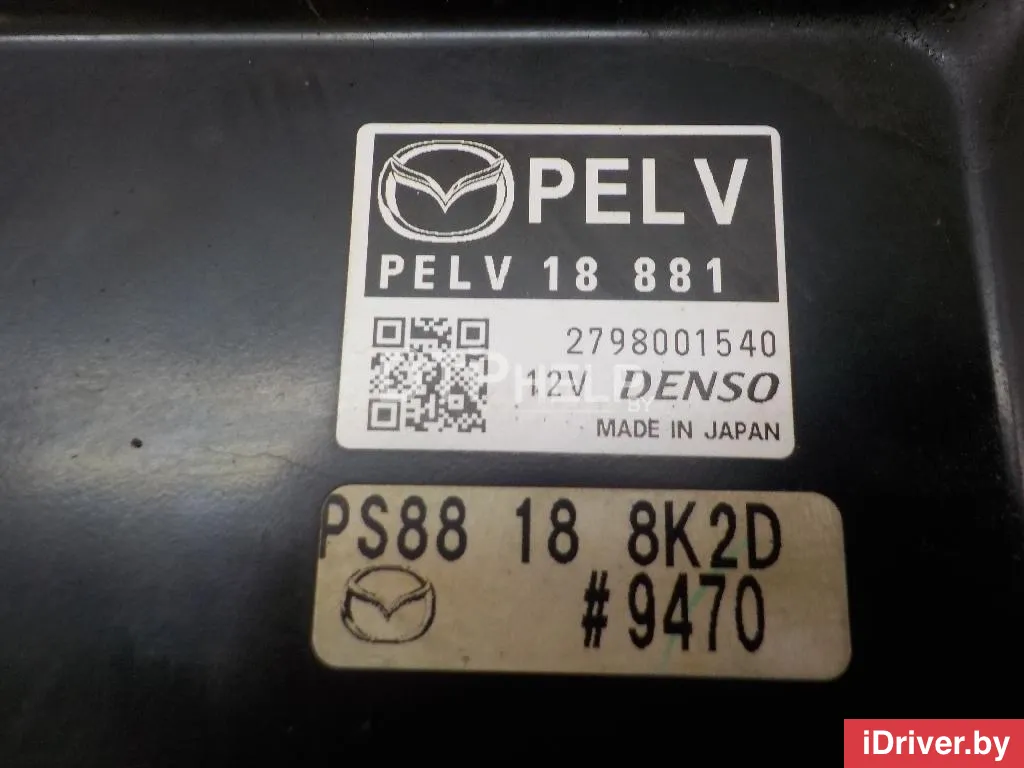 PELV
PELV 18 881
2798001540
12V DENSO
MADE IN JAPAN
PS88 18 8K2D
#9470
iDriver.by